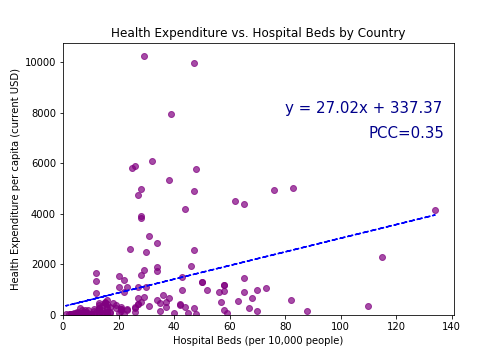 Health Expenditure vs. Hospital Beds by Country
Health Expenditure per capita (current USD)
10000
8000
6000
4000
2000
0
y = 27.02x + 337.37
PCC=0.35
0 20 40 60 80 100 120 140
Hospital Beds (per 10,000 people)